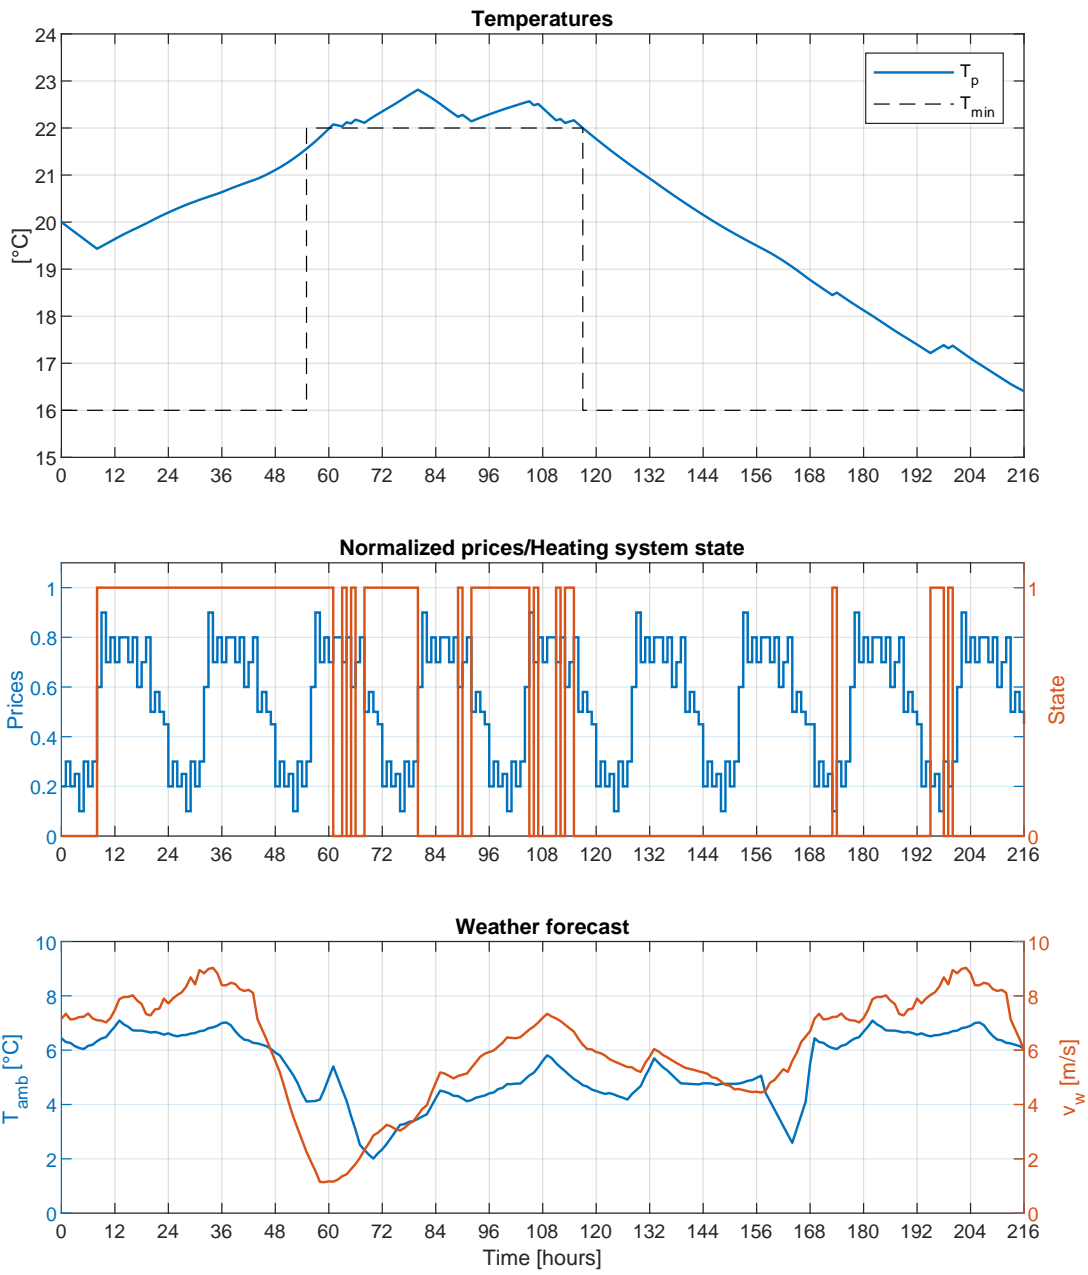 Temperatures
24
23
22
21
20
19
18
17
16
15
[°C]
T_p
T_min
0 12 24 36 48 60 72 84 96 108 120 132 144 156 168 180 192 204 216
Normalized prices/Heating system state
1
0.8
0.6
0.4
0.2
0
Prices
1
0
State
0 12 24 36 48 60 72 84 96 108 120 132 144 156 168 180 192 204 216
Weather forecast
10
8
6
4
2
0
T_amb [°C]
10
8
6
4
2
0
v_w [m/s]
0 12 24 36 48 60 72 84 96 108 120 132 144 156 168 180 192 204 216
Time [hours]